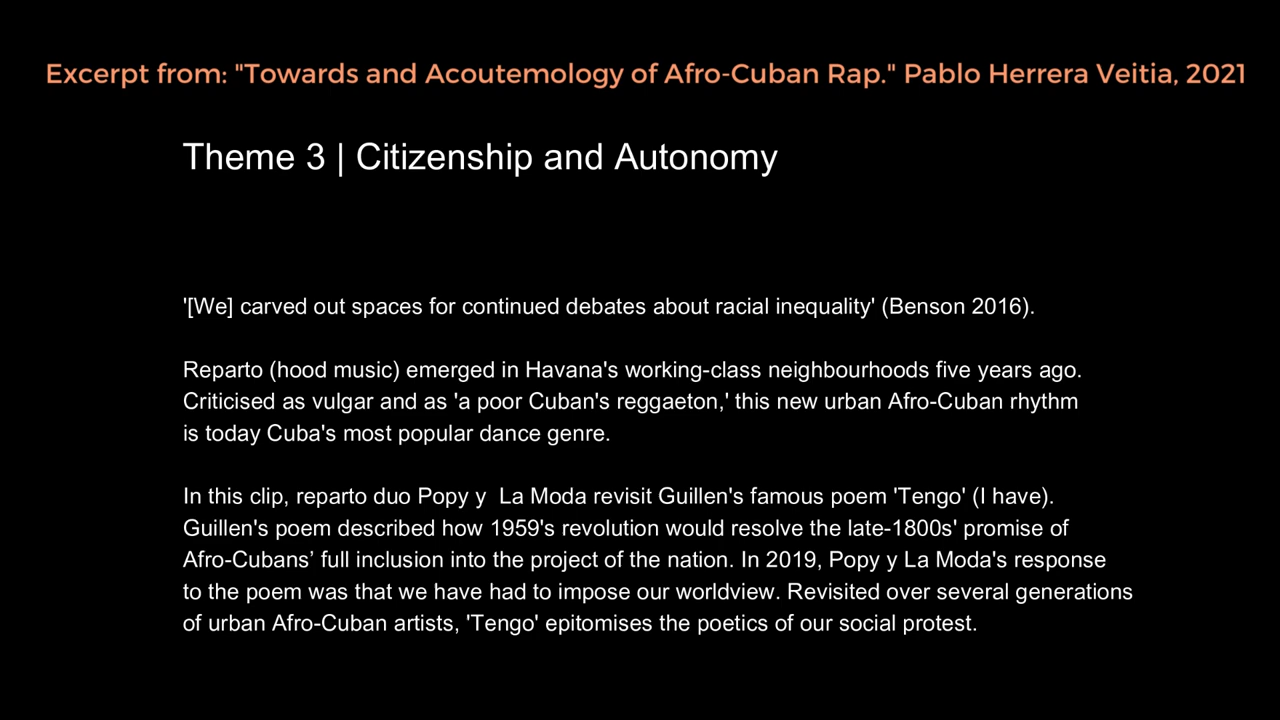 Excerpt from: "Towards and Acoutemology of Afro-Cuban Rap." Pablo Herrera Veitia, 2021
Theme 3 | Citizenship and Autonomy
'[We] carved out spaces for continued debates about racial inequality' (Benson 2016).
Reparto (hood music) emerged in Havana's working-class neighbourhoods five years ago.
Criticised as vulgar and as 'a poor Cuban's reggaeton,' this new urban Afro-Cuban rhythm
is today Cuba's most popular dance genre.
In this clip, reparto duo Popy y  La Moda revisit Guillen's famous poem 'Tengo' (I have).
Guillen's poem described how 1959's revolution would resolve the late-1800s' promise of
Afro-Cubans’ full inclusion into the project of the nation. In 2019, Popy y La Moda's response
to the poem was that we have had to impose our worldview. Revisited over several generations
of urban Afro-Cuban artists, 'Tengo' epitomises the poetics of our social protest.